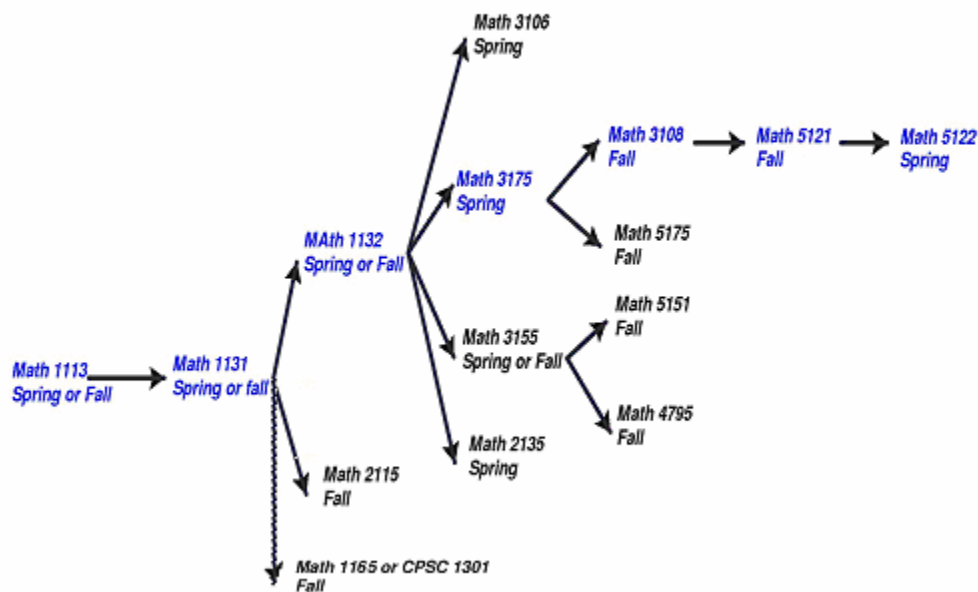 Math 3106
Spring
Math 3108
Fall
Math 5121
Fall
Math 5122
Spring
Math 3175
Spring
Math 5175
Fall
MAth 1132
Spring or Fall
Math 5151
Fall
Math 3155
Spring or Fall
Math 1113
Spring or Fall
Math 1131
Spring or fall
Math 4795
Fall
Math 2135
Spring
Math 2115
Fall
Math 1165 or CPSC 1301
Fall